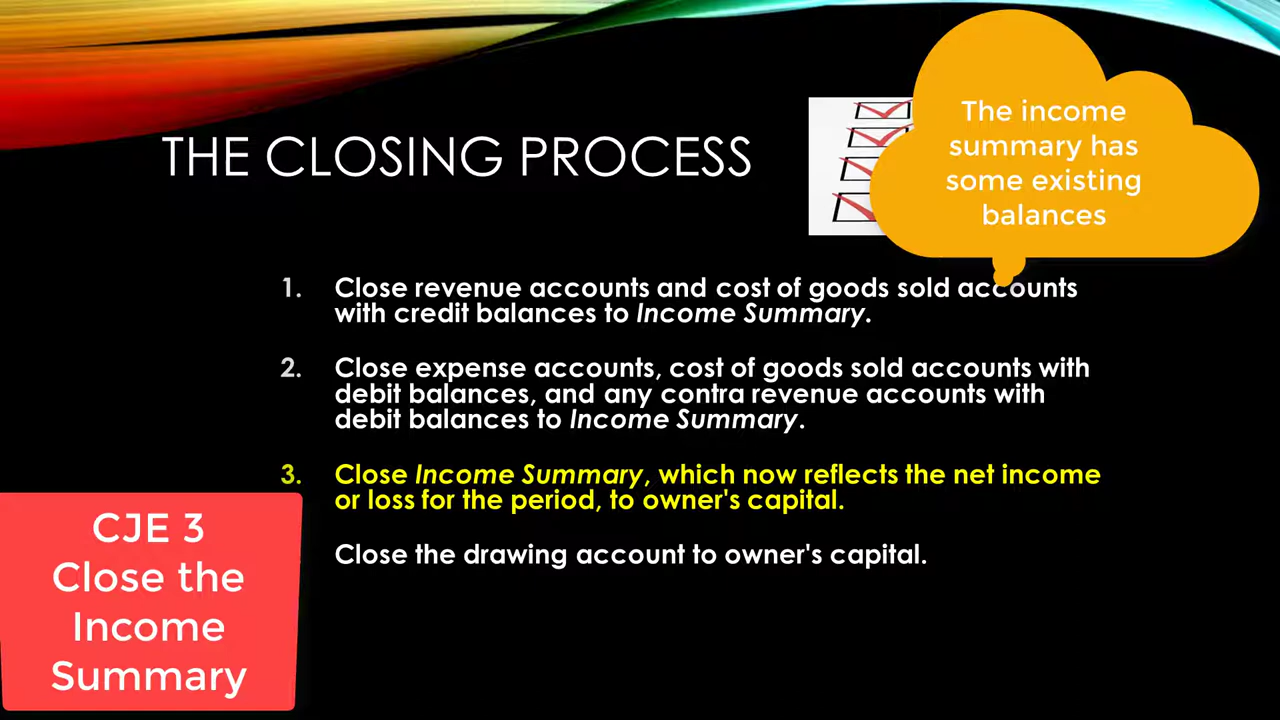 THE CLOSING PROCESS
The income
summary has
some existing
balances
1. Close revenue accounts and cost of goods sold accounts
with credit balances to Income Summary.
2. Close expense accounts, cost of goods sold accounts with
debit balances, and any contra revenue accounts with
debit balances to Income Summary.
3. Close Income Summary, which now reflects the net income
or loss for the period, to owner's capital.
Close the drawing account to owner's capital.
CJE 3
Close the
Income
Summary